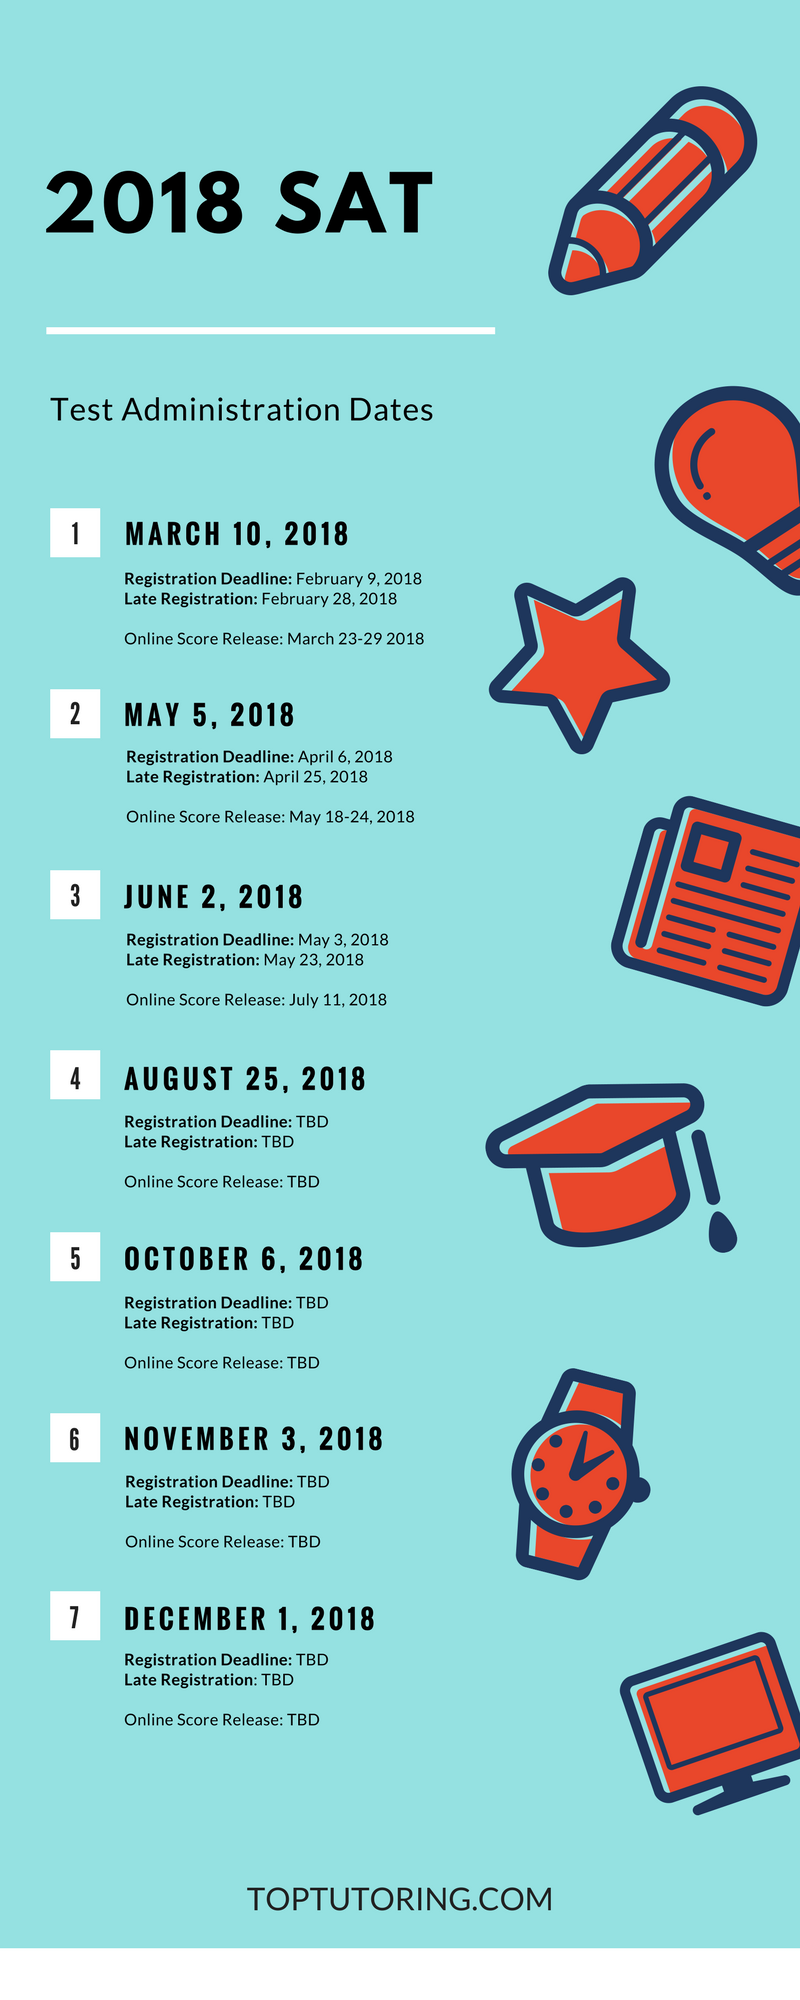 2018 SAT
Test Administration Dates
1
MARCH 10, 2018
Registration Deadline: February 9, 2018
Late Registration: February 28, 2018
Online Score Release: March 23-29 2018
2
MAY 5, 2018
Registration Deadline: April 6, 2018
Late Registration: April 25, 2018
Online Score Release: May 18-24, 2018
3
JUNE 2, 2018
Registration Deadline: May 3, 2018
Late Registration: May 23, 2018
Online Score Release: July 11, 2018
4
AUGUST 25, 2018
Registration Deadline: TBD
Late Registration: TBD
Online Score Release: TBD
5
OCTOBER 6, 2018
Registration Deadline: TBD
Late Registration: TBD
Online Score Release: TBD
6
NOVEMBER 3, 2018
Registration Deadline: TBD
Late Registration: TBD
Online Score Release: TBD
7
DECEMBER 1, 2018
Registration Deadline: TBD
Late Registration: TBD
Online Score Release: TBD
TOPTUTORING.COM